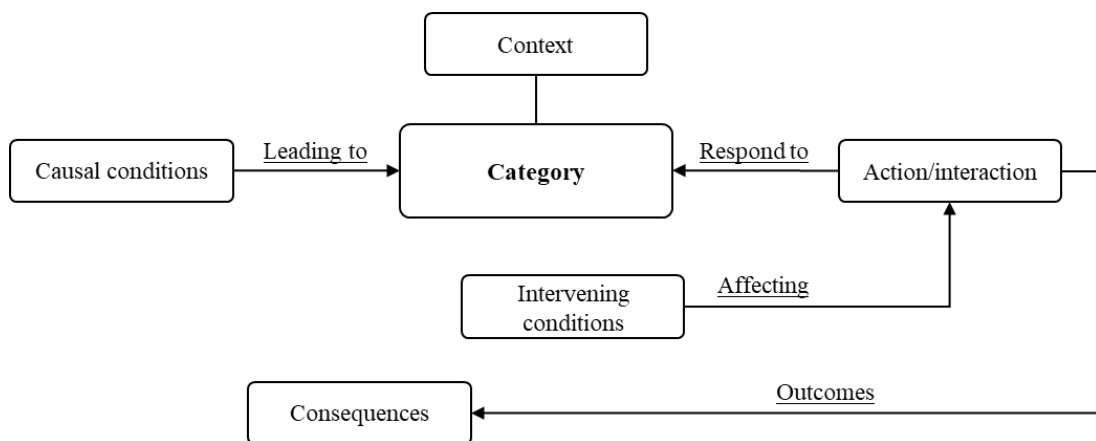 Context
Causal conditions
Leading to
Category
Respond to
Action/interaction
Intervening
conditions
Affecting
Consequences
Outcomes